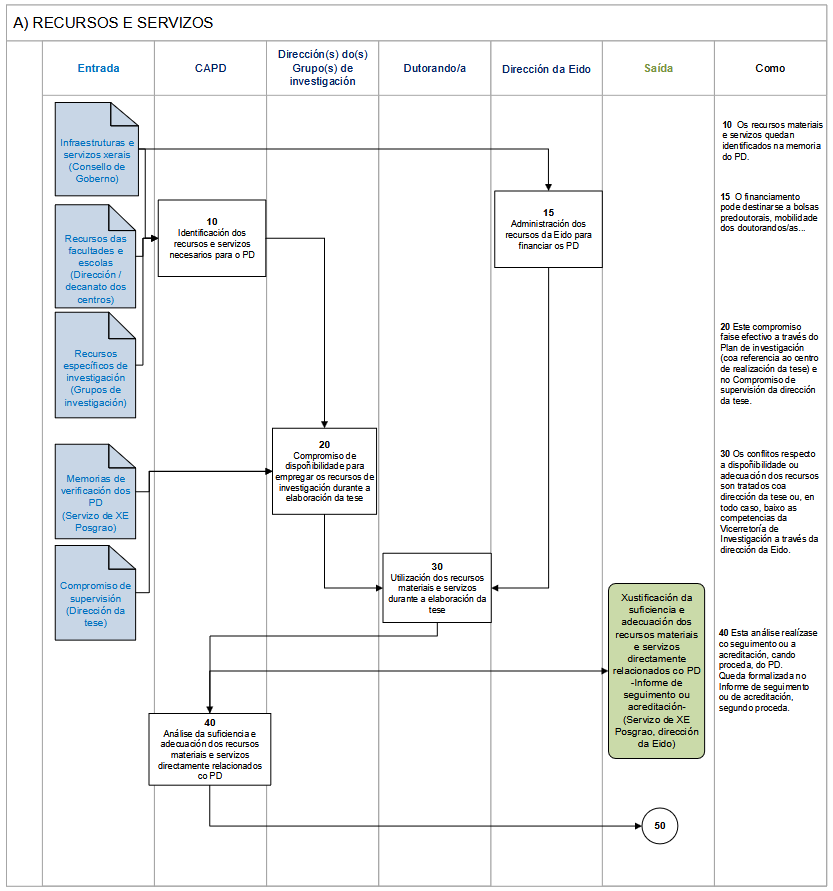 A) RECURSOS E SERVIZOS
Entrada
CAPD
Dirección(s) do(s)
Grupo(s) de
investigación
Dutorando/a
Dirección da Eido
Saída
Como
Infraestruturas e
servizos xerais
(Consello de
Goberno)
Recursos das
facultades e
escolas
(Dirección /
decanato dos
centros)
Recursos
específicos de
investigación
(Grupos de
investigación)
Memorias de
verificación dos
PD
(Servizo de XE
Posgrao)
Compromiso de
supervisión
(Dirección da
tese)
10
Identificación dos
recursos e servizos
necesarios para o PD
15
Administración dos
recursos da Eido para
financiar os PD
20
Compromiso de
dispoñibilidade para
empregar os recursos de
investigación durante a
elaboración da tese
30
Utilización dos recursos
materiais e servizos
durante a elaboración da
tese
40
Análise da suficiencia e
adecuación dos recursos
materiais e servizos
directamente relacionados
co PD
Xustificación da
suficiencia e
adecuación dos
recursos materiais
e servizos
directamente
relacionados co PD
-Informe de
seguimento ou
acreditación-
(Servizo de XE
Posgrao, dirección
da Eido)
50
10 Os recursos materiais
e servizos quedan
identificados na memoria
do PD.
15 O financiamento
pode destinarse a bolsas
predoutorais, mobilidade
dos doutorandos/as...
20 Este compromiso
faise efectivo a través do
Plan de investigación
(coa referencia ao centro
de realización da tese) e
no Compromiso de
supervisión da dirección
da tese.
30 Os conflitos respecto
a dispoñibilidade ou
adecuación dos recursos
son tratados coa
dirección da tese ou, en
todo caso, baixo as
competencias da
Vicerretoría de
Investigación a través da
dirección da Eido.
40 Esta análise realízase
co seguimento ou a
acreditación, cando
proceda, do PD.
Queda formalizada no
Informe de seguimento
ou de acreditación,
segundo proceda.